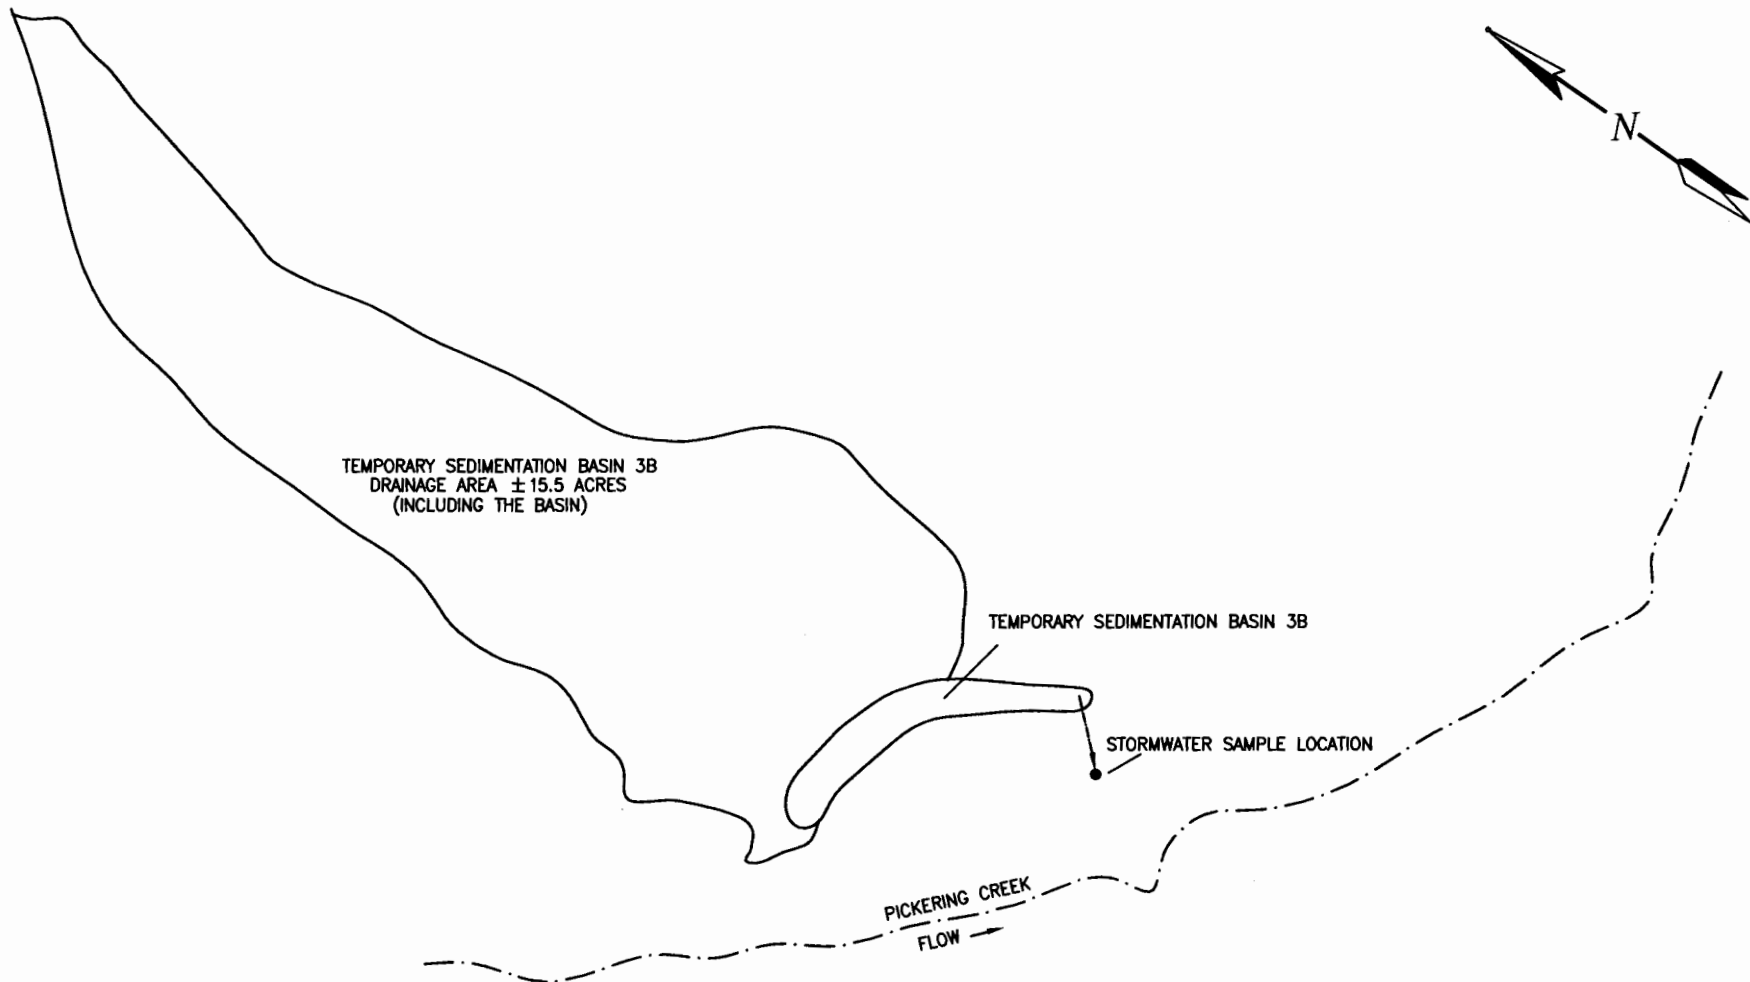 N
TEMPORARY SEDIMENTATION BASIN 3B
DRAINAGE AREA ±15.5 ACRES
(INCLUDING THE BASIN)
TEMPORARY SEDIMENTATION BASIN 3B
STORMWATER SAMPLE LOCATION
PICKERING CREEK
FLOW